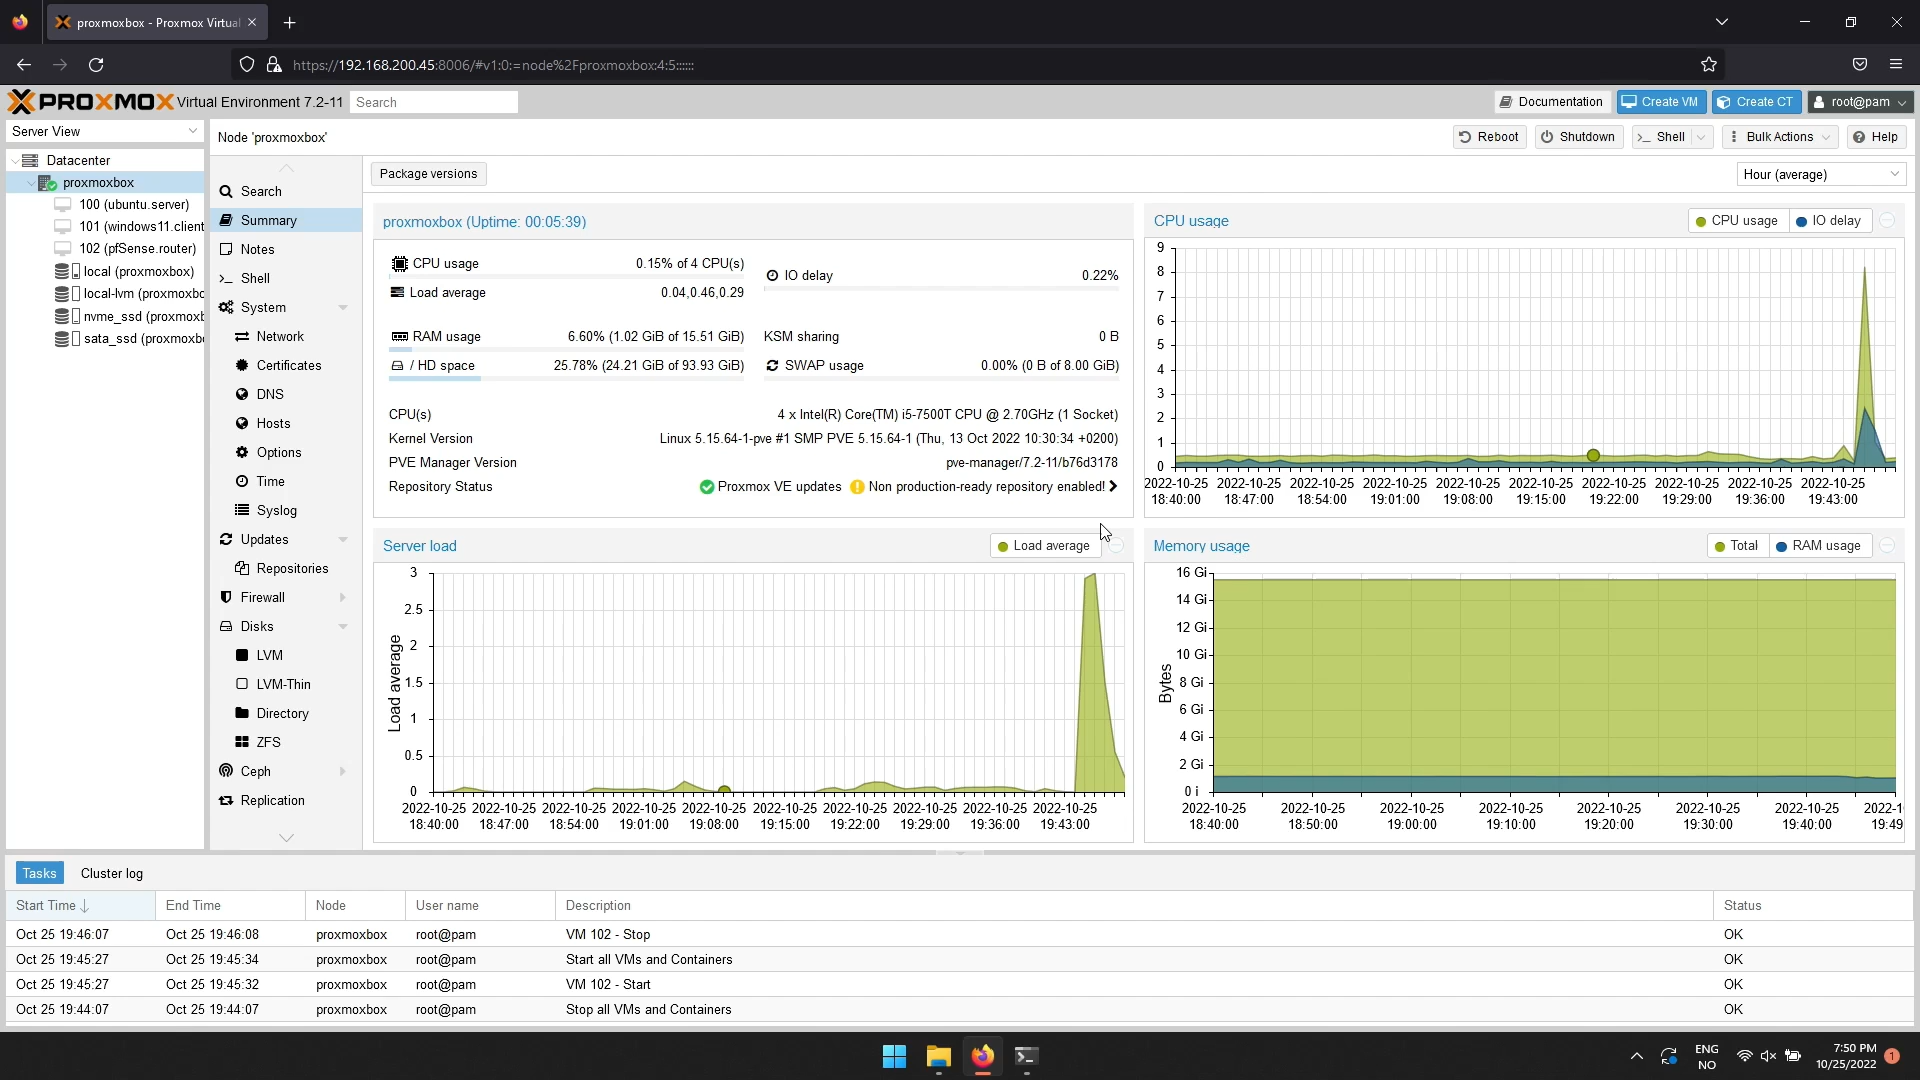 proxmoxbox - Proxmox Virtual
https://192.168.200.45:8006/#v1:0:=node%2Fproxmoxbox:4:5::::::
PROXMOX Virtual Environment 7.2-11 Search
Documentation Create VM Create CT root@pam
Server View
Datacenter
proxmoxbox
100 (ubuntu.server)
101 (windows11.client
102 (pfSense.router)
local (proxmoxbox)
local-lvm (proxmoxbo
nvme_ssd (proxmoxb
sata_ssd (proxmoxbo
Node 'proxmoxbox'
Reboot Shutdown Shell Bulk Actions Help
Search
Summary
Notes
Shell
System
Network
Certificates
DNS
Hosts
Options
Time
Syslog
Updates
Repositories
Firewall
Disks
LVM
LVM-Thin
Directory
ZFS
Ceph
Replication
Package versions
Hour (average)
proxmoxbox (Uptime: 00:05:39)
CPU usage 0.15% of 4 CPU(s)
IO delay 0.22%
Load average 0.04,0.46,0.29
RAM usage 6.60% (1.02 GiB of 15.51 GiB)
KSM sharing 0 B
/ HD space 25.78% (24.21 GiB of 93.93 GiB)
SWAP usage 0.00% (0 B of 8.00 GiB)
CPU(s) 4 x Intel(R) Core(TM) i5-7500T CPU @ 2.70GHz (1 Socket)
Kernel Version Linux 5.15.64-1-pve #1 SMP PVE 5.15.64-1 (Thu, 13 Oct 2022 10:30:34 +0200)
PVE Manager Version pve-manager/7.2-11/b76d3178
Repository Status Proxmox VE updates Non production-ready repository enabled!
CPU usage
CPU usage IO delay
9
8
7
6
5
4
3
2
1
0
2022-10-25 2022-10-25 2022-10-25 2022-10-25 2022-10-25 2022-10-25 2022-10-25 2022-10-25 2022-10-25 2022-10-25
18:40:00 18:47:00 18:54:00 19:01:00 19:08:00 19:15:00 19:22:00 19:29:00 19:36:00 19:43:00
Server load
Load average
Load average
3
2.5
2
1.5
1
0.5
0
2022-10-25 2022-10-25 2022-10-25 2022-10-25 2022-10-25 2022-10-25 2022-10-25 2022-10-25 2022-10-25 2022-10-25
18:40:00 18:47:00 18:54:00 19:01:00 19:08:00 19:15:00 19:22:00 19:29:00 19:36:00 19:43:00
Memory usage
Total RAM usage
Bytes
16 Gi
14 Gi
12 Gi
10 Gi
8 Gi
6 Gi
4 Gi
2 Gi
0 i
2022-10-25 2022-10-25 2022-10-25 2022-10-25 2022-10-25 2022-10-25 2022-10-25 2022-1
18:40:00 18:50:00 19:00:00 19:10:00 19:20:00 19:30:00 19:40:00 19:49
Tasks Cluster log
Start Time End Time Node User name Description Status
Oct 25 19:46:07 Oct 25 19:46:08 proxmoxbox root@pam VM 102 - Stop OK
Oct 25 19:45:27 Oct 25 19:45:34 proxmoxbox root@pam Start all VMs and Containers OK
Oct 25 19:45:27 Oct 25 19:45:32 proxmoxbox root@pam VM 102 - Start OK
Oct 25 19:44:07 Oct 25 19:44:07 proxmoxbox root@pam Stop all VMs and Containers OK
ENG
NO
7:50 PM
10/25/2022
1